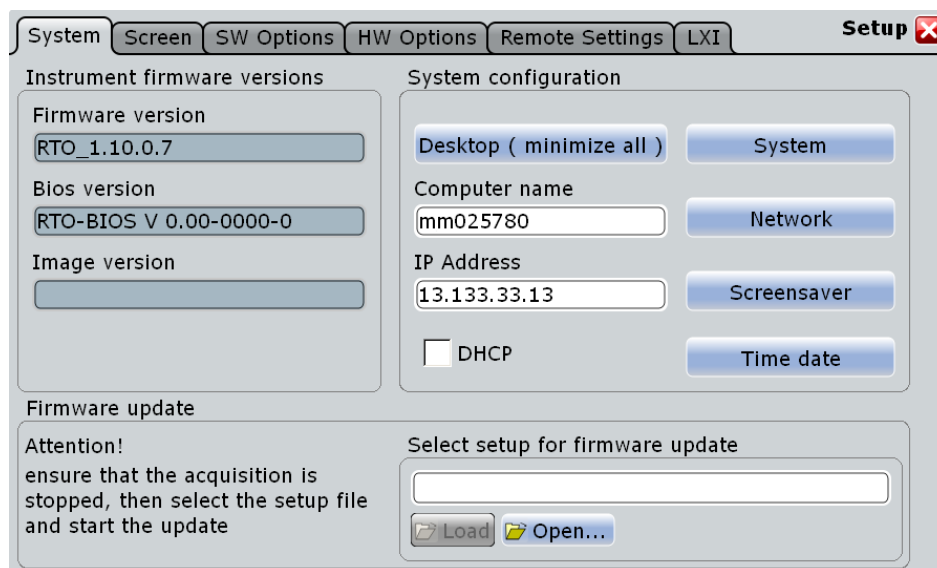 System Screen SW Options HW Options Remote Settings LXI Setup
Instrument firmware versions
Firmware version
RTO_1.10.0.7
Bios version
RTO-BIOS V 0.00-0000-0
Image version
System configuration
Desktop ( minimize all ) System
Computer name
mm025780 Network
IP Address
13.133.33.13 Screensaver
DHCP Time date
Firmware update
Attention!
ensure that the acquisition is
stopped, then select the setup file
and start the update
Select setup for firmware update
Load Open...